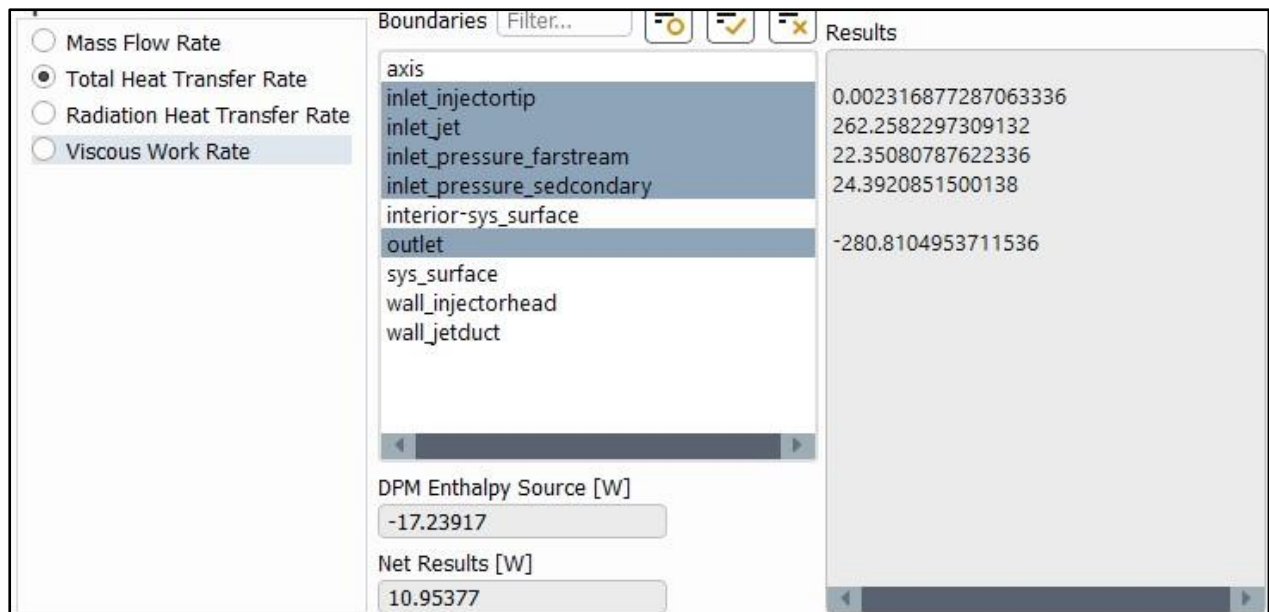 Mass Flow Rate
Total Heat Transfer Rate
Radiation Heat Transfer Rate
Viscous Work Rate
Boundaries Filter...
axis
inlet_injectortip
inlet_jet
inlet_pressure_farstream
inlet_pressure_sedcondary
interior-sys_surface
outlet
sys_surface
wall_injectorhead
wall_jetduct
DPM Enthalpy Source [W]
-17.23917
Net Results [W]
10.95377
Results
0.002316877287063336
262.2582297309132
22.35080787622336
24.3920851500138
-280.8104953711536